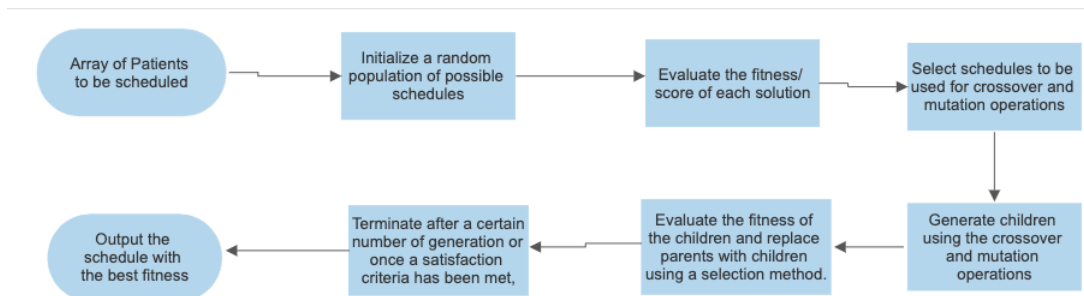 Array of Patients
to be scheduled
Initialize a random
population of possible
schedules
Evaluate the fitness/
score of each solution
Select schedules to be
used for crossover and
mutation operations
Generate children
using the crossover
and mutation
operations
Evaluate the fitness of
the children and replace
parents with children
using a selection method.
Terminate after a certain
number of generation or
once a satisfaction
criteria has been met,
Output the
schedule with
the best fitness